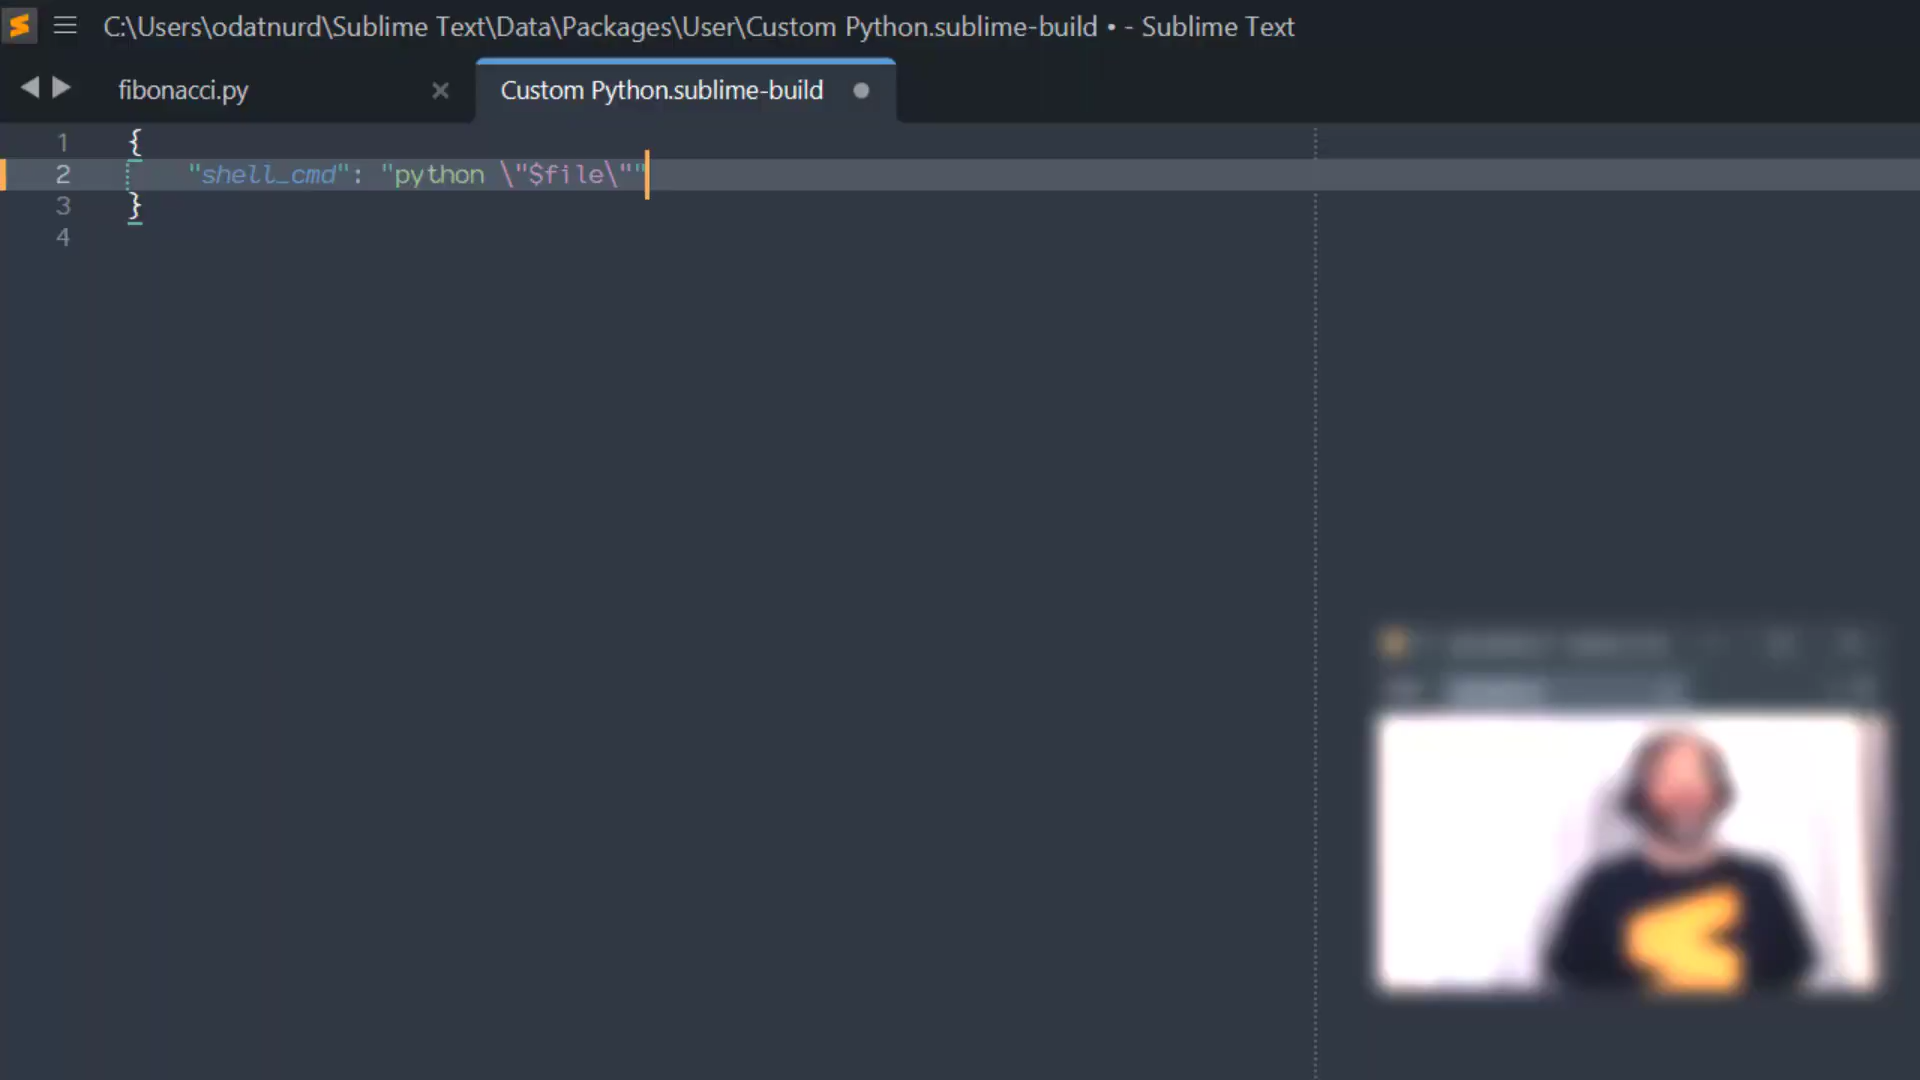 C:\Users\odatnurd\Sublime Text\Data\Packages\User\Custom Python.sublime-build • - Sublime Text
fibonacci.py
Custom Python.sublime-build
1 {
2 "shell_cmd": "python \"$file\""
3 }
4